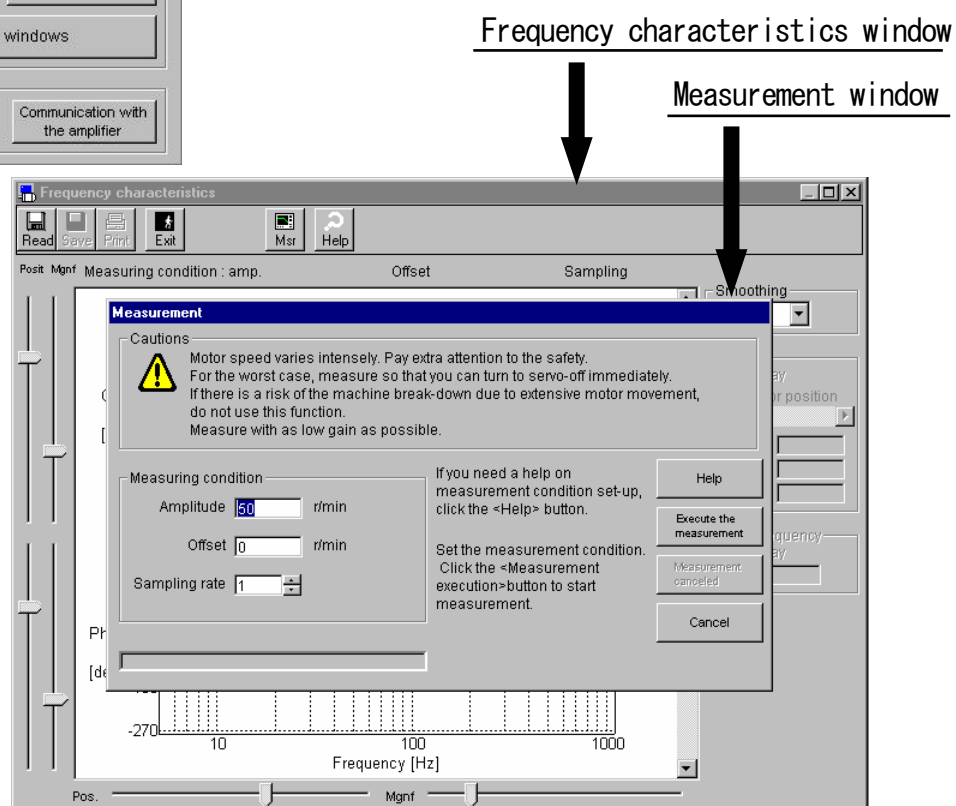 windows
Communication with
the amplifier
Frequency characteristics window
Measurement window
Frequency characteristics
Read Save Print Exit Msr Help
Posit Mgnf Measuring condition : amp. Offset Sampling
Smoothing
Measurement
Cautions
Motor speed varies intensely. Pay extra attention to the safety.
For the worst case, measure so that you can turn to servo-off immediately.
If there is a risk of the machine break-down due to extensive motor movement,
do not use this function.
Measure with as low gain as possible.
position
Measuring condition
Amplitude 50 r/min
Offset 0 r/min
Sampling rate 1
If you need a help on
measurement condition set-up,
click the <Help> button.
Set the measurement condition.
Click the <Measurement
execution>button to start
measurement.
Help
Execute the
measurement
Measurement
canceled
Cancel
-270
10 100 1000
Frequency [Hz]
Pos. Mgnf